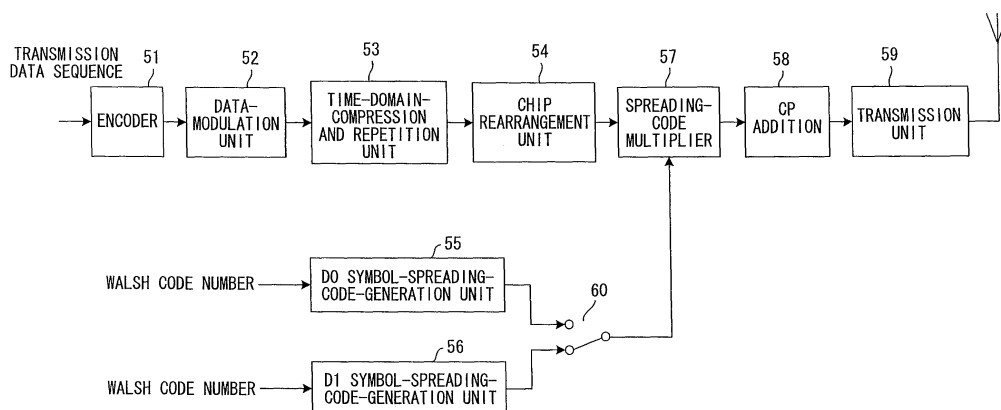 TRANSMISSION
DATA SEQUENCE
51
ENCODER
52
DATA-
MODULATION
UNIT
53
TIME-DOMAIN-
COMPRESSION
AND REPETITION
UNIT
54
CHIP
REARRANGEMENT
UNIT
57
SPREADING-
CODE
MULTIPLIER
58
CP
ADDITION
59
TRANSMISSION
UNIT
55
WALSH CODE NUMBER
D0 SYMBOL-SPREADING-
CODE-GENERATION UNIT
60
56
WALSH CODE NUMBER
D1 SYMBOL-SPREADING-
CODE-GENERATION UNIT